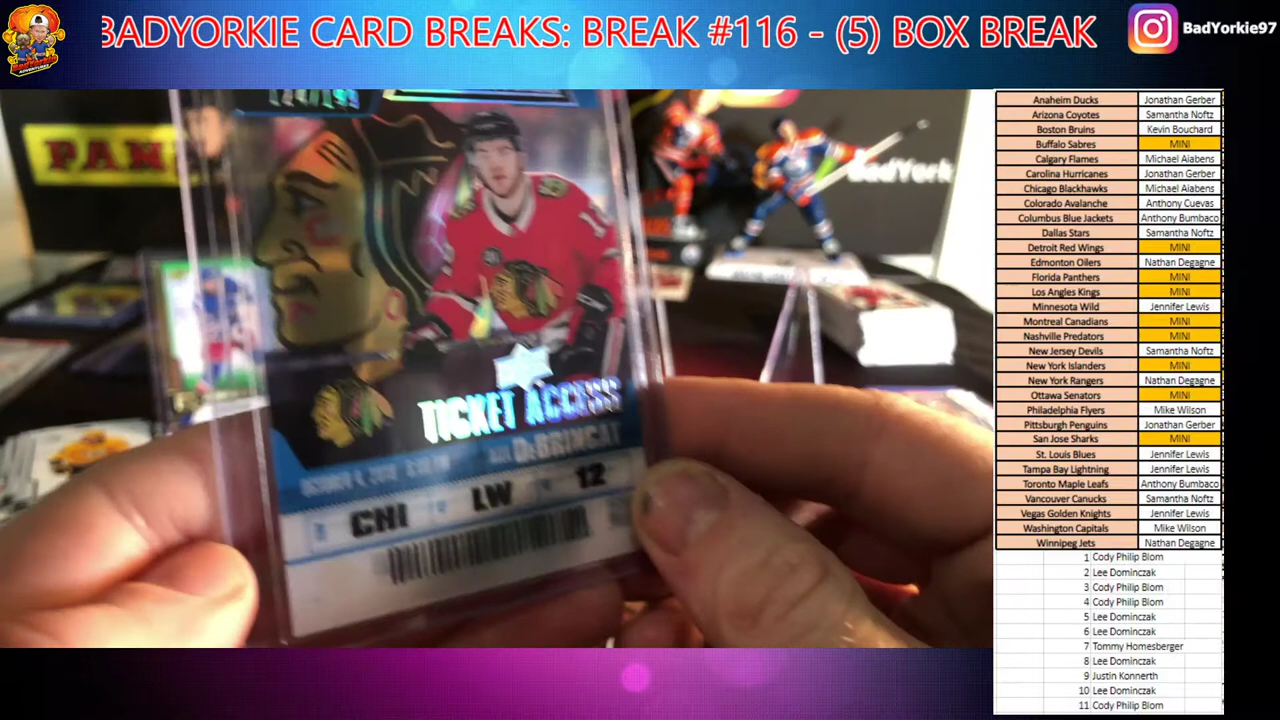 BADYORKIE CARD BREAKS: BREAK #116 - (5) BOX BREAK
BadYorkie97
PANI
BadYork
TICKET ACCESS
DEBRINCAT
CHI LW 12
Anaheim Ducks Jonathan Gerber
Arizona Coyotes Samantha Noftz
Boston Bruins Kevin Bouchard
Buffalo Sabres MINI
Calgary Flames Michael Aiabens
Carolina Hurricanes Jonathan Gerber
Chicago Blackhawks Michael Aiabens
Colorado Avalanche Anthony Cuevas
Columbus Blue Jackets Anthony Bumbaco
Dallas Stars Samantha Noftz
Detroit Red Wings MINI
Edmonton Oilers Nathan Degagne
Florida Panthers MINI
Los Angles Kings MINI
Minnesota Wild Jennifer Lewis
Montreal Canadians MINI
Nashville Predators MINI
New Jersey Devils Samantha Noftz
New York Islanders MINI
New York Rangers Nathan Degagne
Ottawa Senators MINI
Philadelphia Flyers Mike Wilson
Pittsburgh Penguins Jonathan Gerber
San Jose Sharks MINI
St. Louis Blues Jennifer Lewis
Tampa Bay Lightning Jennifer Lewis
Toronto Maple Leafs Anthony Bumbaco
Vancouver Canucks Samantha Noftz
Vegas Golden Knights Jennifer Lewis
Washington Capitals Mike Wilson
Winnipeg Jets Nathan Degagne
1 Cody Philip Blom
2 Lee Dominczak
3 Cody Philip Blom
4 Cody Philip Blom
5 Lee Dominczak
6 Lee Dominczak
7 Tommy Homesberger
8 Lee Dominczak
9 Justin Konnerth
10 Lee Dominczak
11 Cody Philip Blom